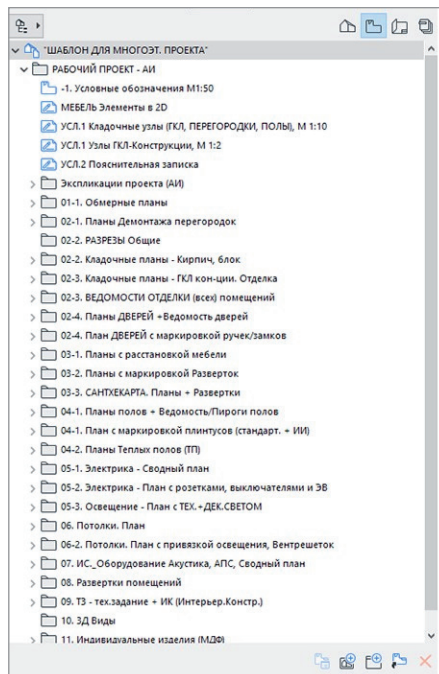 "ШАБЛОН ДЛЯ МНОГОЭТ. ПРОЕКТА"
РАБОЧИЙ ПРОЕКТ - АИ
-1. Условные обозначения М1:50
МЕБЕЛЬ Элементы в 2D
УСЛ.1 Кладочные узлы (ГКЛ, ПЕРЕГОРОДКИ, ПОЛЫ), М 1:10
УСЛ.1 Узлы ГКЛ-Конструкции, М 1:2
УСЛ.2 Пояснительная записка
Экспликации проекта (АИ)
01-1. Обмерные планы
02-1. Планы Демонтажа перегородок
02-2. РАЗРЕЗЫ Общие
02-2. Кладочные планы - Кирпич, блок
02-3. Кладочные планы - ГКЛ кон-ции. Отделка
02-3. ВЕДОМОСТИ ОТДЕЛКИ (всех) помещений
02-4. Планы ДВЕРЕЙ +Ведомость дверей
02-4. План ДВЕРЕЙ с маркировкой ручек/замков
03-1. Планы с расстановкой мебели
03-2. Планы с маркировкой Разверток
03-3. САНТХЕКАРТА. Планы + Развертки
04-1. Планы полов + Ведомость/Пироги полов
04-1. План с маркировкой плинтусов (стандарт. + ИИ)
04-2. Планы Теплых полов (ТП)
05-1. Электрика - Сводный план
05-2. Электрика - План с розетками, выключателями и ЭВ
05-3. Освещение - План с ТЕХ.+ДЕК.СВЕТОМ
06. Потолки. План
06-2. Потолки. План с привязкой освещения, Вентрешеток
07. ИС._Оборудование Акустика, АПС, Сводный план
08. Развертки помещений
09. ТЗ - тех.задание + ИК (Интерьер.Констр.)
10. 3Д Виды
11. Индивидуальные изделия (МДФ)